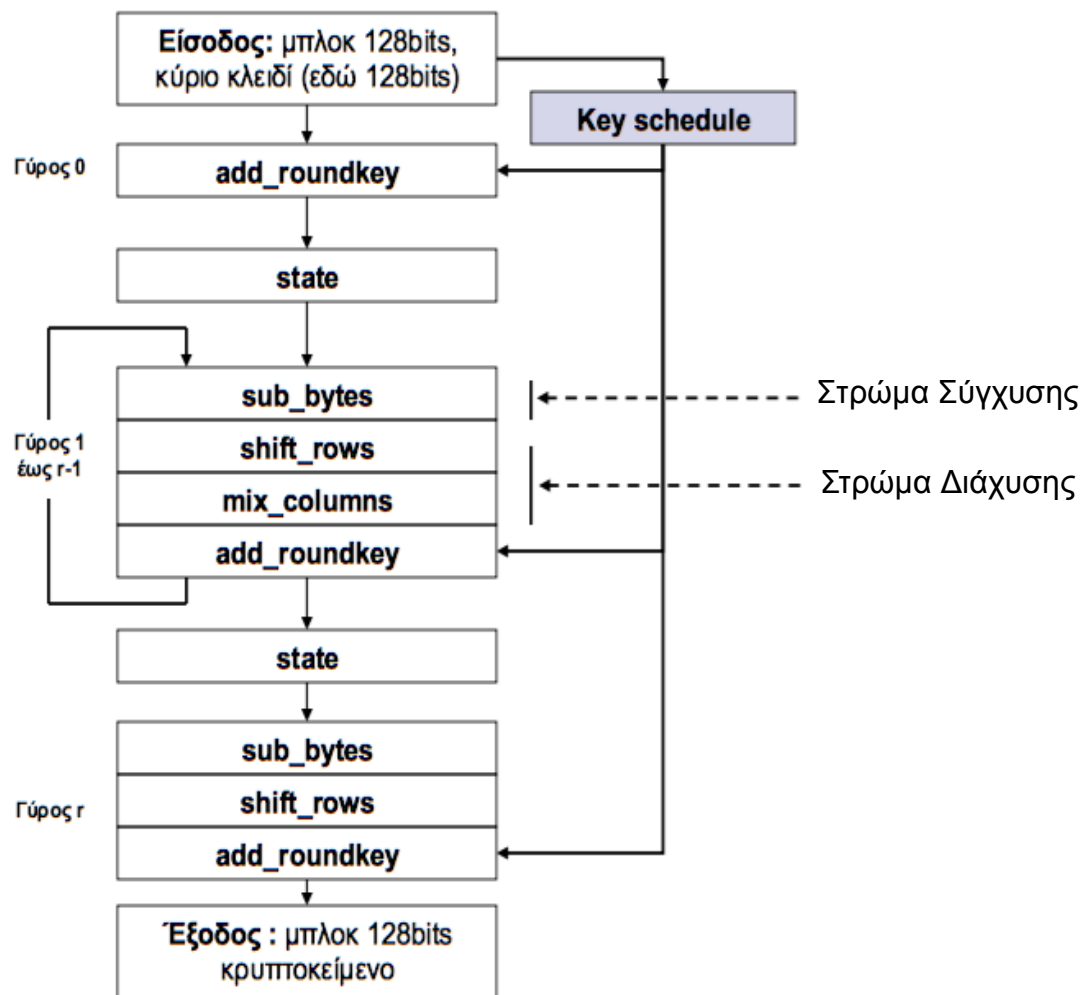 Είσοδος: μπλοκ 128bits,
κύριο κλειδί (εδώ 128bits)
Key schedule
Γύρος 0
add_roundkey
state
sub_bytes
Στρώμα Σύγχυσης
Γύρος 1
έως r-1
shift_rows
mix_columns
Στρώμα Διάχυσης
add_roundkey
state
sub_bytes
Γύρος r
shift_rows
add_roundkey
Έξοδος : μπλοκ 128bits
κρυπτοκείμενο